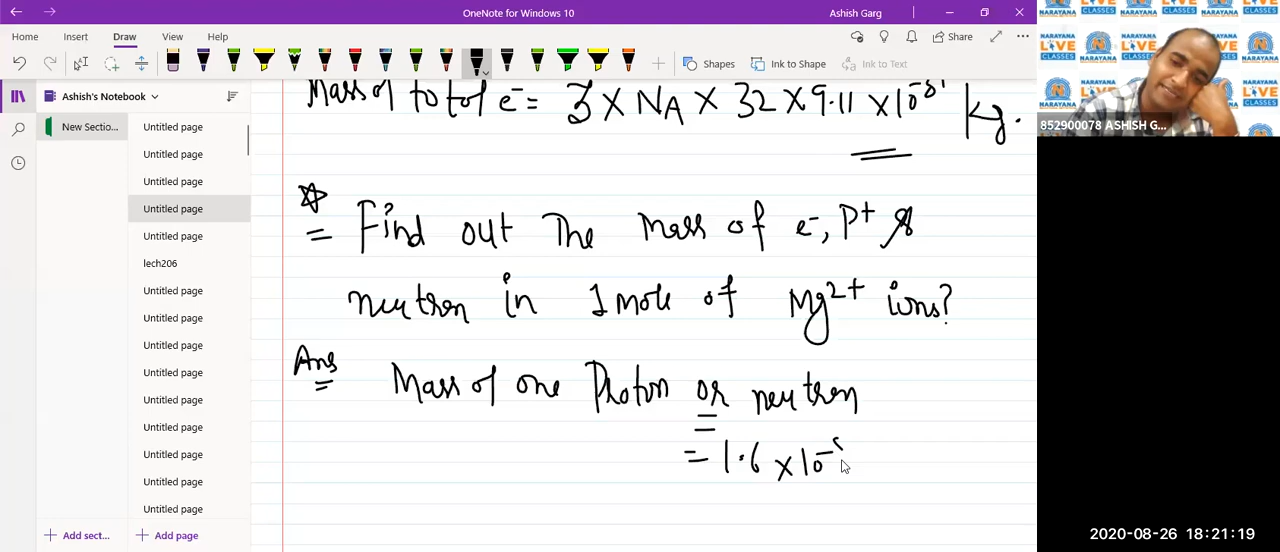 OneNote for Windows 10
Ashish Garg
Home Insert Draw View Help
Share
Shapes
Ink to Shape
Ink to Text
Ashish's Notebook
New Sectio...
Untitled page
Untitled page
Untitled page
Untitled page
Untitled page
lech206
Untitled page
Untitled page
Untitled page
Untitled page
Untitled page
Untitled page
Untitled page
Untitled page
Untitled page
Add sect...
Add page
Mass of total e⁻ = 3 × NA × 32 × 9.11 × 10 kg.
Find out The Mass of e⁻, P⁺ &
neutron in 1 mole of Mg²⁺ ions?
Ans Mass of one Proton or neutron
= 1.6 × 10⁻
NARAYANA
LIVE
CLASSES
852900078 ASHISH G...
2020-08-26 18:21:19